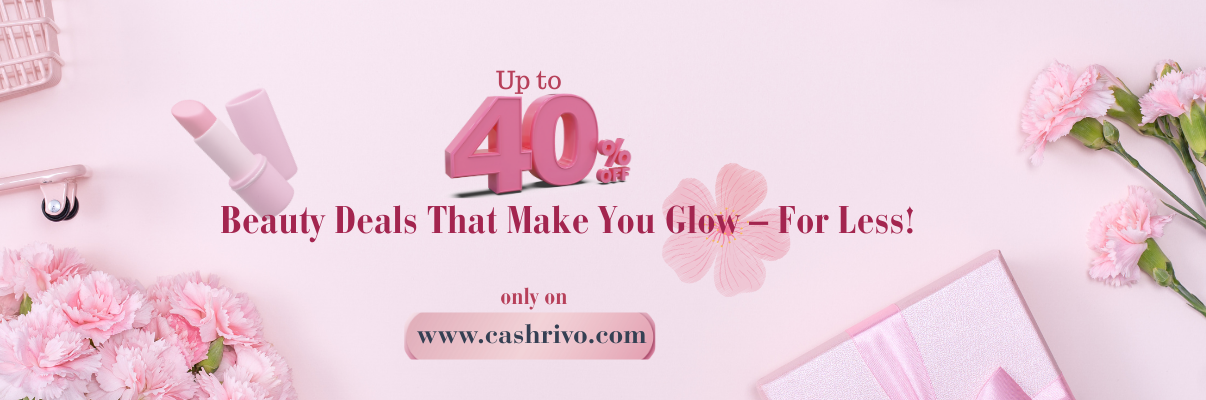 Up to
40% OFF
Beauty Deals That Make You Glow – For Less!
only on
www.cashrivo.com